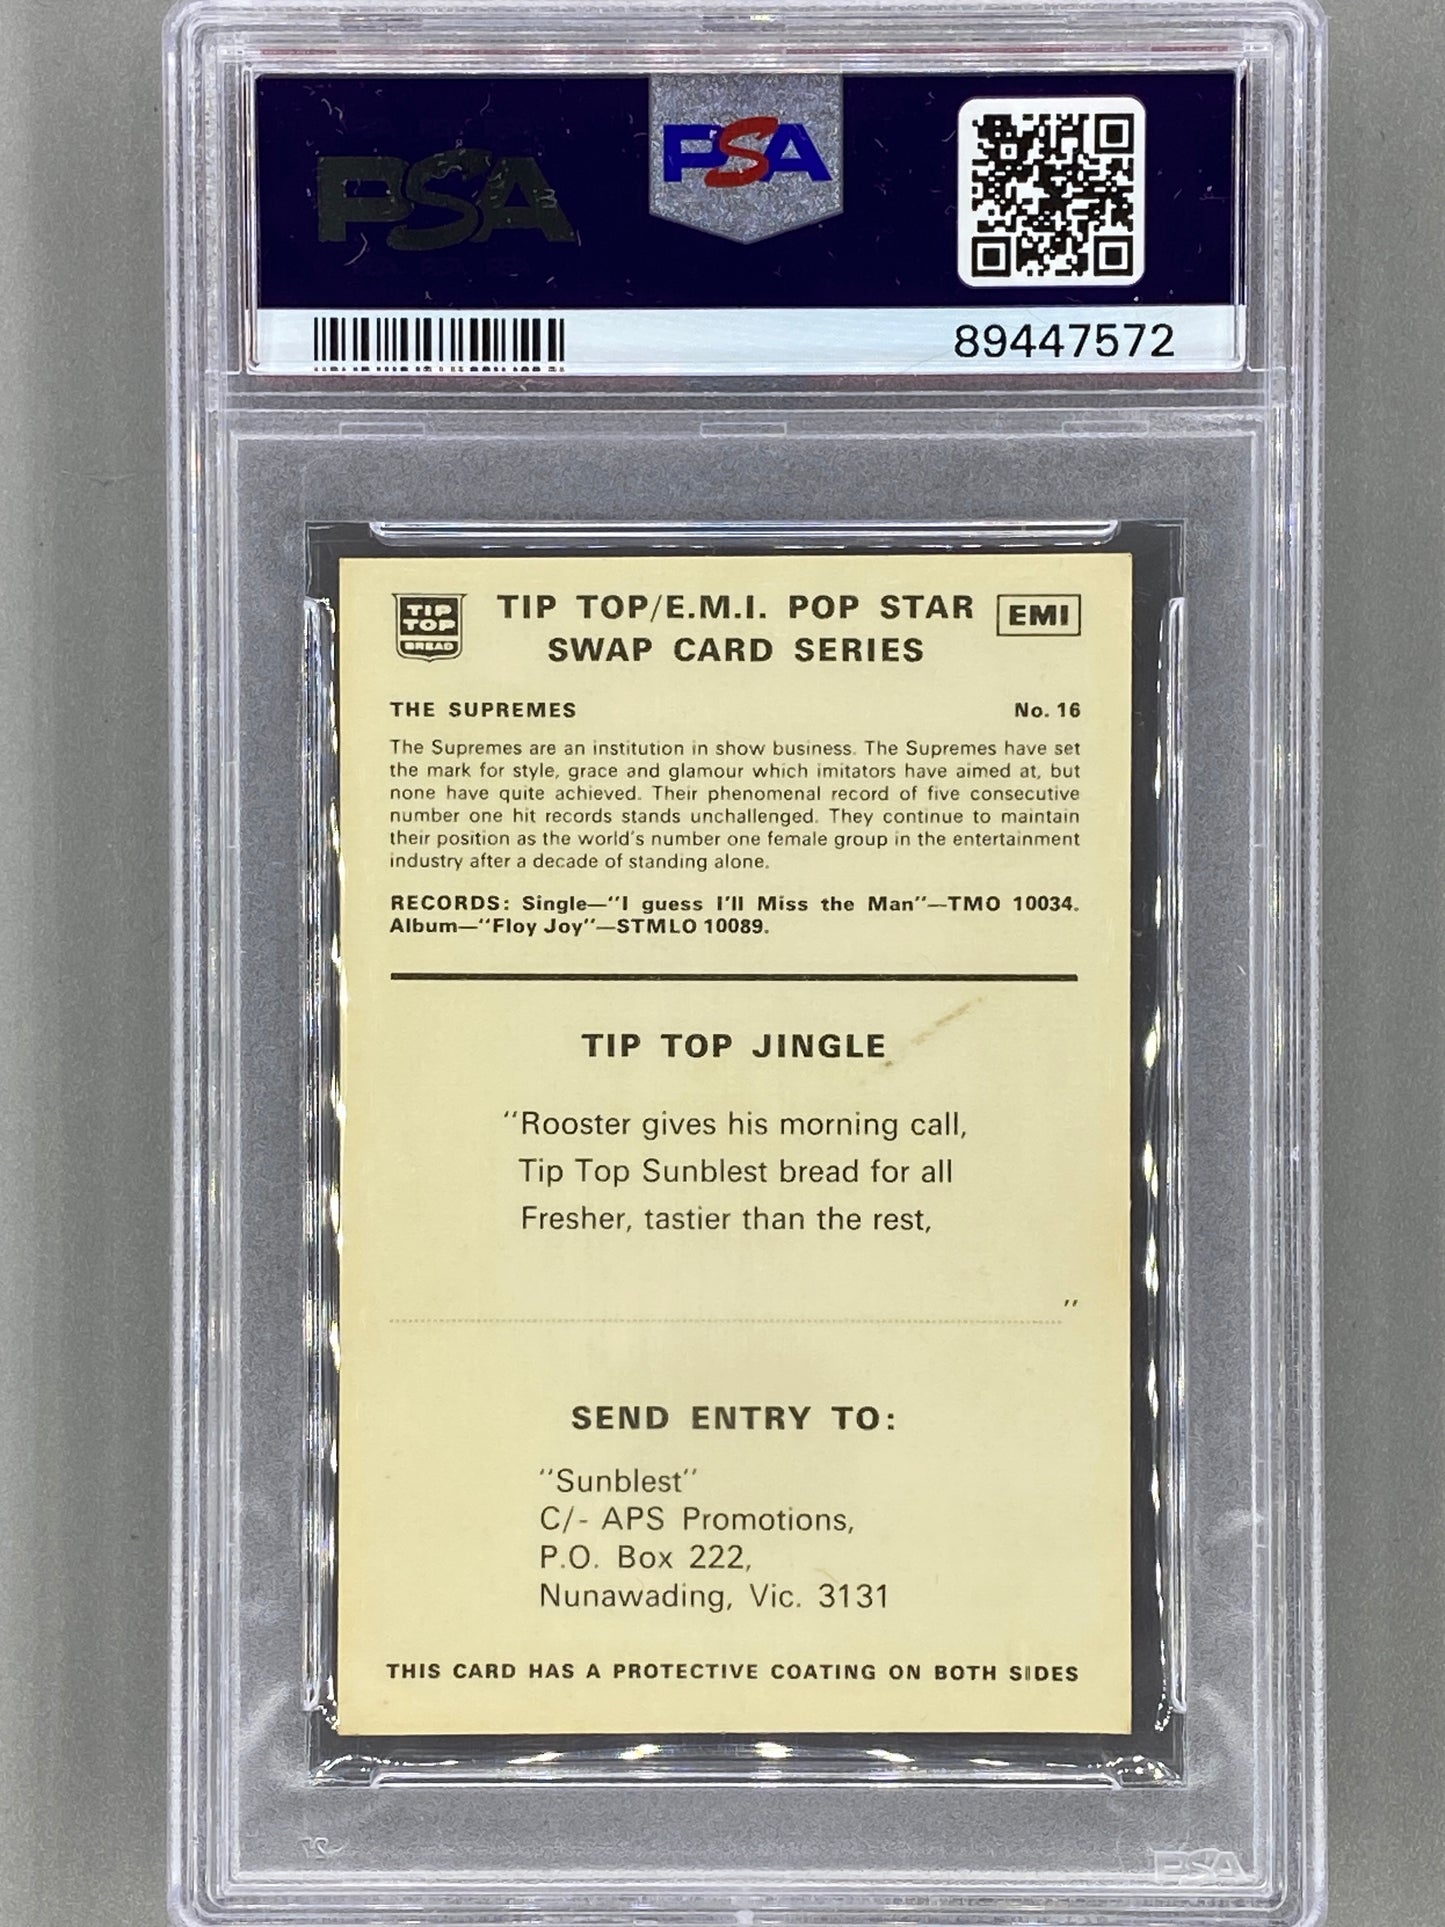 PSA
PSA
89447572
TIP TOP BREAD
TIP TOP/E.M.I. POP STAR
SWAP CARD SERIES
EMI
THE SUPREMES No. 16
The Supremes are an institution in show business. The Supremes have set
the mark for style, grace and glamour which imitators have aimed at, but
none have quite achieved. Their phenomenal record of five consecutive
number one hit records stands unchallenged. They continue to maintain
their position as the world's number one female group in the entertainment
industry after a decade of standing alone.
RECORDS: Single—"I guess I'll Miss the Man"—TMO 10034.
Album—"Floy Joy"—STMLO 10089.
TIP TOP JINGLE
"Rooster gives his morning call,
Tip Top Sunblest bread for all
Fresher, tastier than the rest,
"
SEND ENTRY TO:
"Sunblest"
C/- APS Promotions,
P.O. Box 222,
Nunawading, Vic. 3131
THIS CARD HAS A PROTECTIVE COATING ON BOTH SIDES
PSA